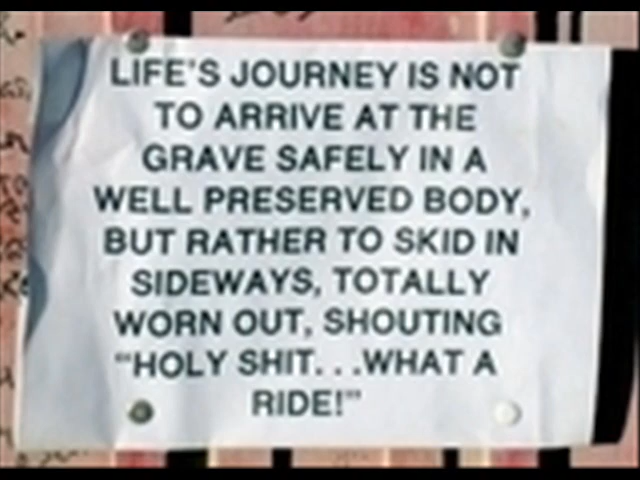 LIFE'S JOURNEY IS NOT
TO ARRIVE AT THE
GRAVE SAFELY IN A
WELL PRESERVED BODY,
BUT RATHER TO SKID IN
SIDEWAYS, TOTALLY
WORN OUT, SHOUTING
"HOLY SHIT. . .WHAT A
RIDE!"